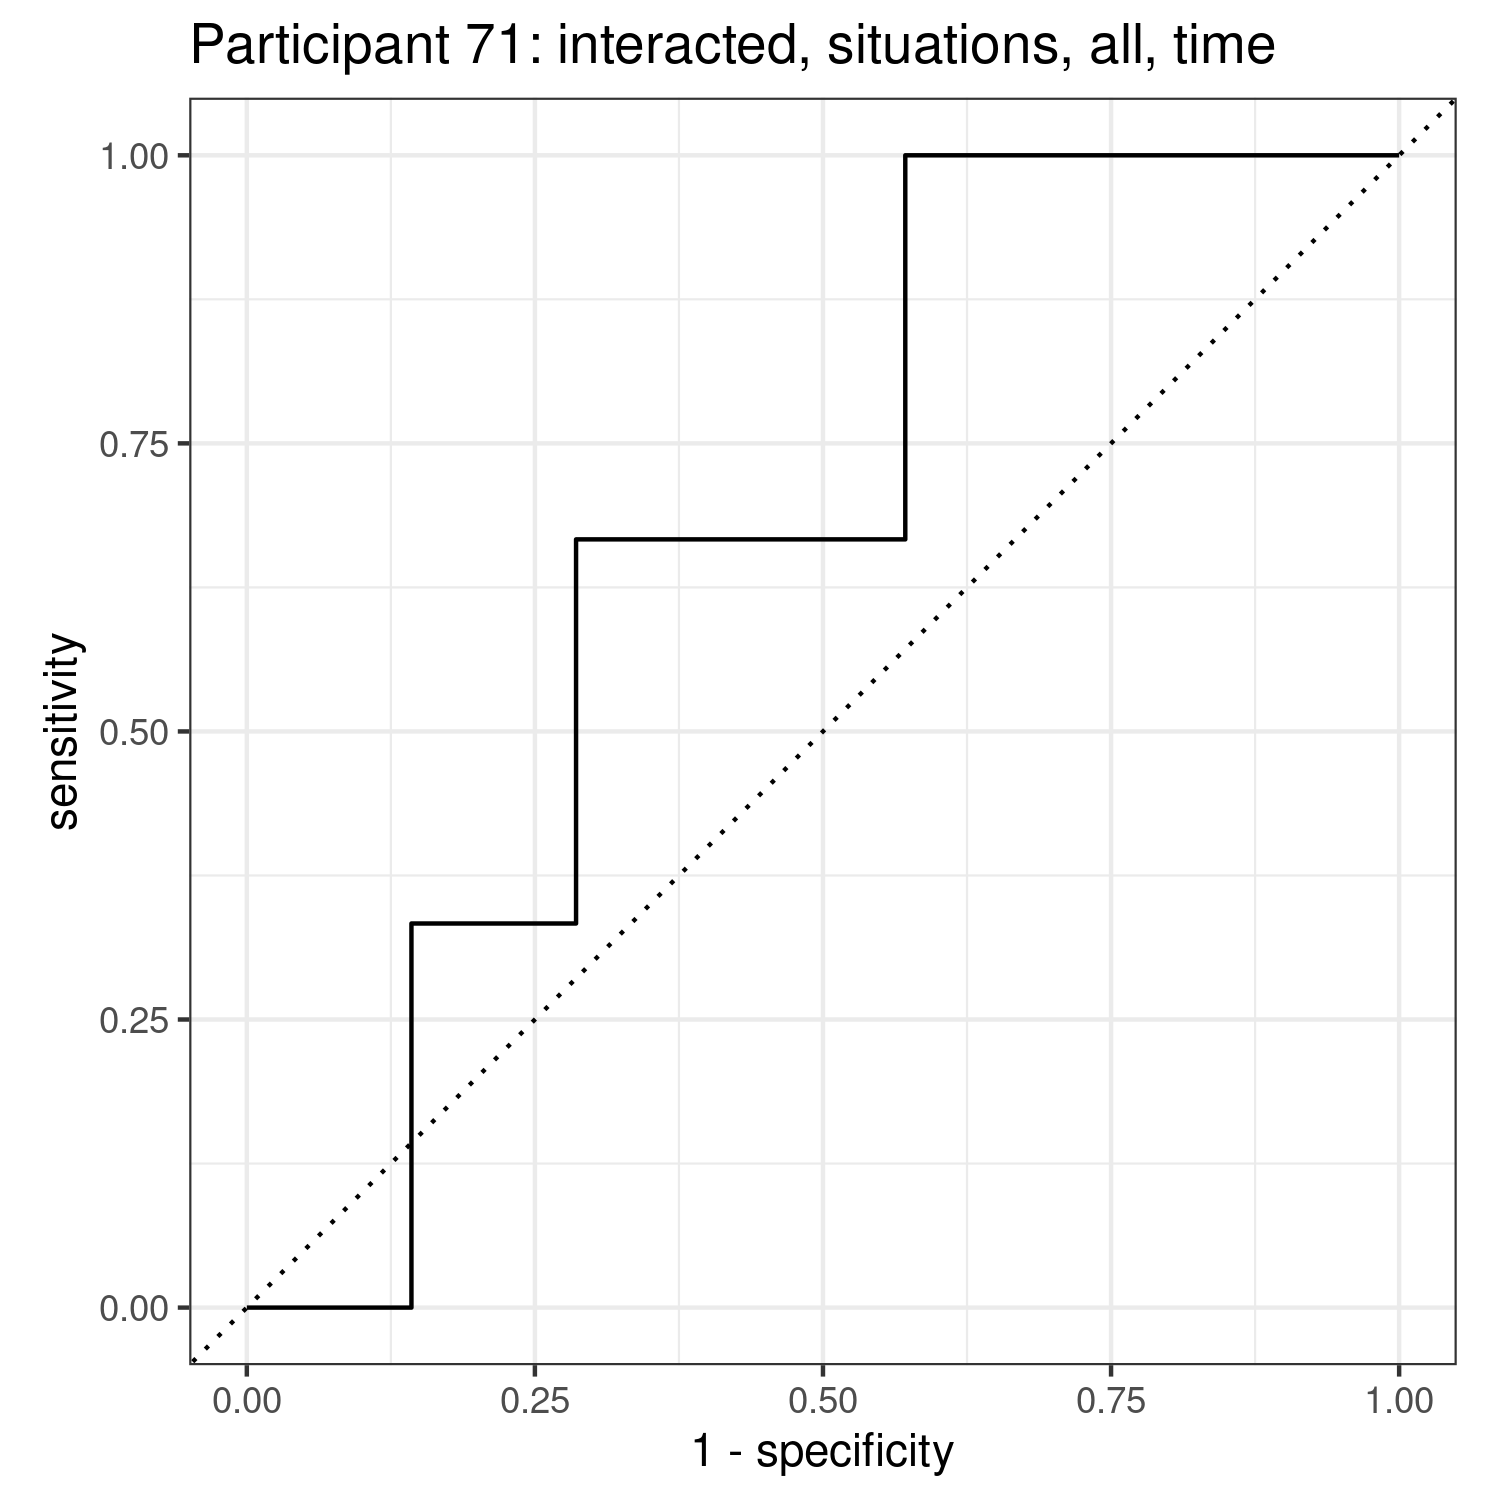 Participant 71: interacted, situations, all, time
1.00
0.75
0.50
0.25
0.00
sensitivity
0.00 0.25 0.50 0.75 1.00
1 - specificity